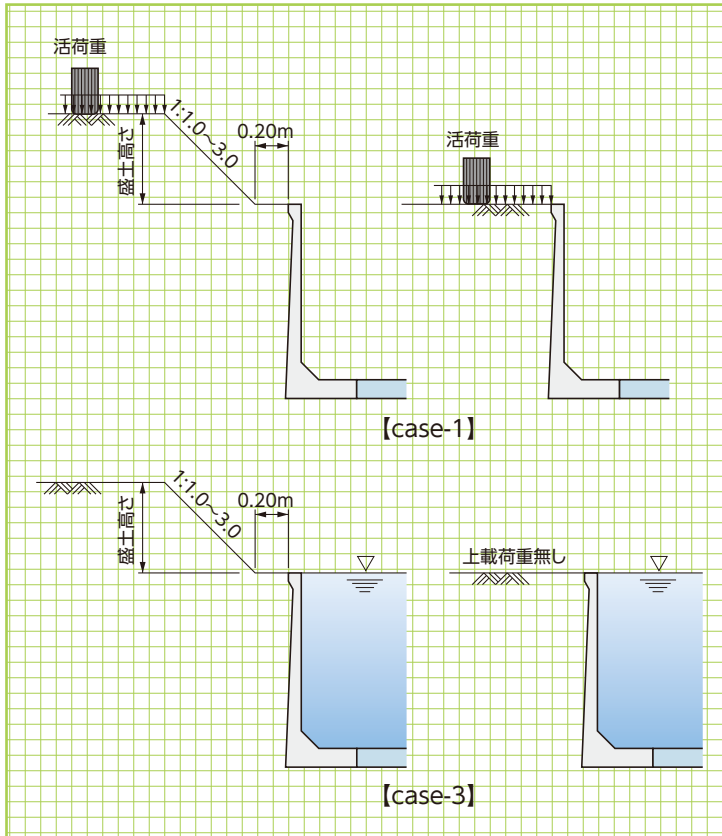 活荷重
1:1.0～3.0
0.20m
盛土高さ
活荷重
【case-1】
1:1.0～3.0
0.20m
盛土高さ
上載荷重無し
【case-3】